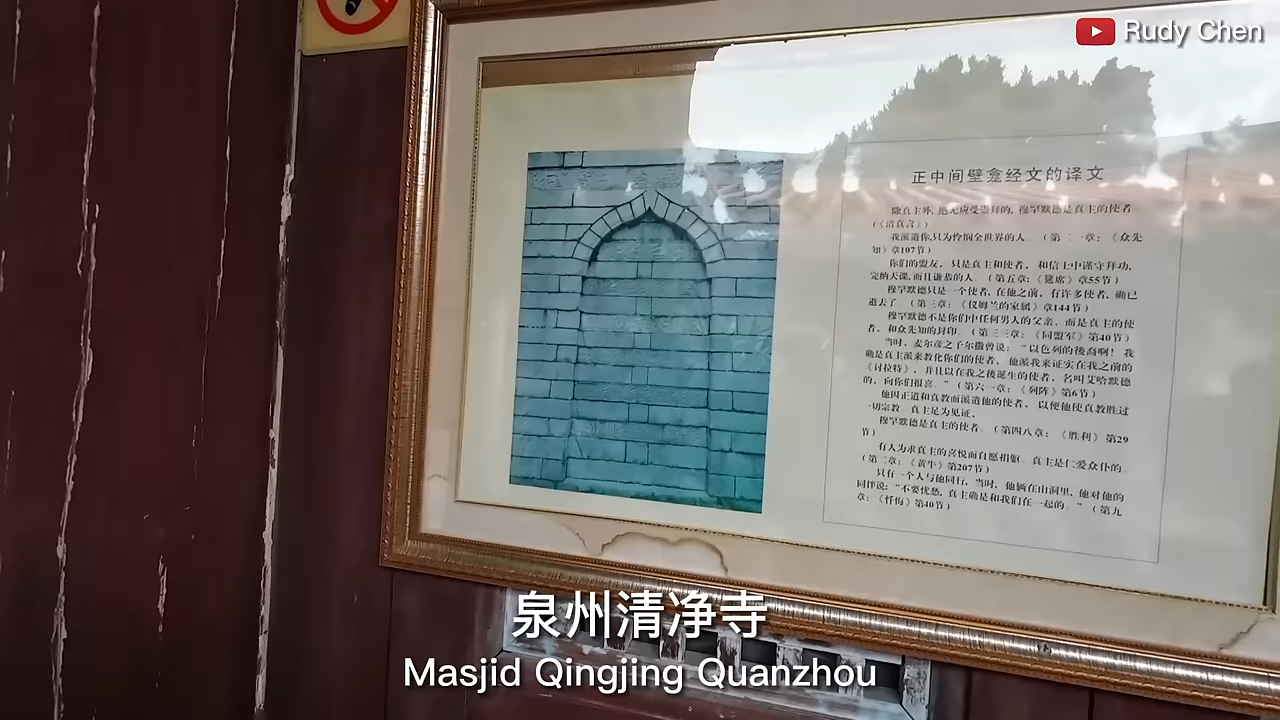 Rudy Chen
正中间壁龛经文的译文
除真主外, 绝无应受崇拜的, 穆罕默德是真主的使者
(《清真言》)
我派遣你只为怜悯全世界的人。(第二一章:《众先
知》章107节)
你们的盟友, 只是真主和使者, 和信士中谨守拜功,
完纳天课, 而且谦恭的人。(第五章:《筵席》章55节)
穆罕默德只是一个使者, 在他之前, 有许多使者, 确已
逝去了。(第三章:《仪姆兰的家属》章144节)
穆罕默德不是你们中任何男人的父亲, 而是真主的使
者, 和众先知的封印。(第三三章:《同盟军》第40节)
当时, 麦尔彦之子尔撒曾说: “以色列的後裔啊! 我
确是真主派来教化你们的使者, 他派我来证实在我之前的
《讨拉特》, 并且以在我之後诞生的使者, 名叫艾哈默德
的, 向你们报喜。”(第六一章:《列阵》第6节)
他因正道和真教而派遣他的使者, 以便他使真教胜过
一切宗教。真主足为见证。
穆罕默德是真主的使者。(第四八章:《胜利》第29
节)
有人为求真主的喜悦而自愿捐躯。真主是仁爱众仆的。
(第二章:《黄牛》第207节)
只有一个人与他同行, 当时, 他俩在山洞里, 他对他的
同伴说: “不要忧愁, 真主确是和我们在一起的。”(第九
章:《忏悔》第40节)
泉州清净寺
Masjid Qingjing Quanzhou